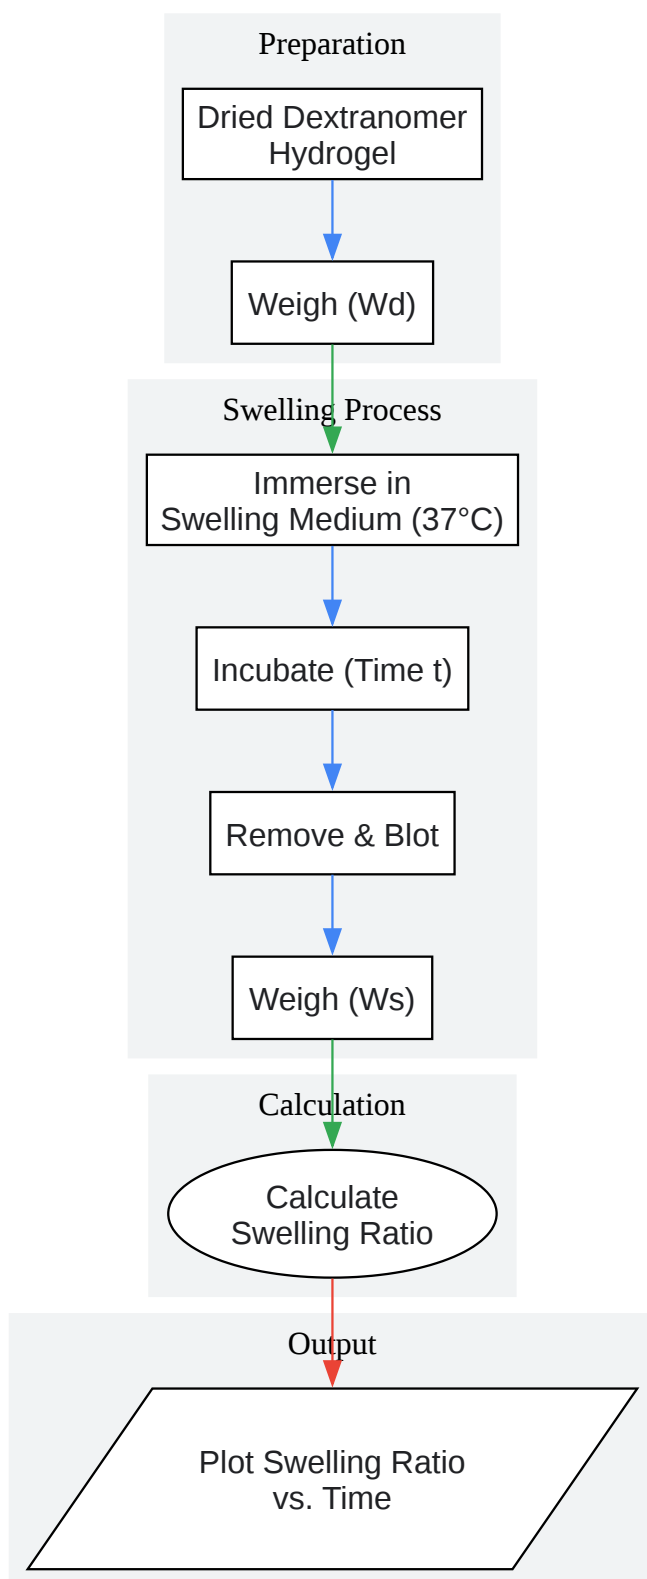 Preparation
Dried Dextranomer
Hydrogel
Weigh (Wd)
Swelling Process
Immerse in
Swelling Medium (37°C)
Incubate (Time t)
Remove & Blot
Weigh (Ws)
Calculation
Calculate
Swelling Ratio
Output
Plot Swelling Ratio
vs. Time